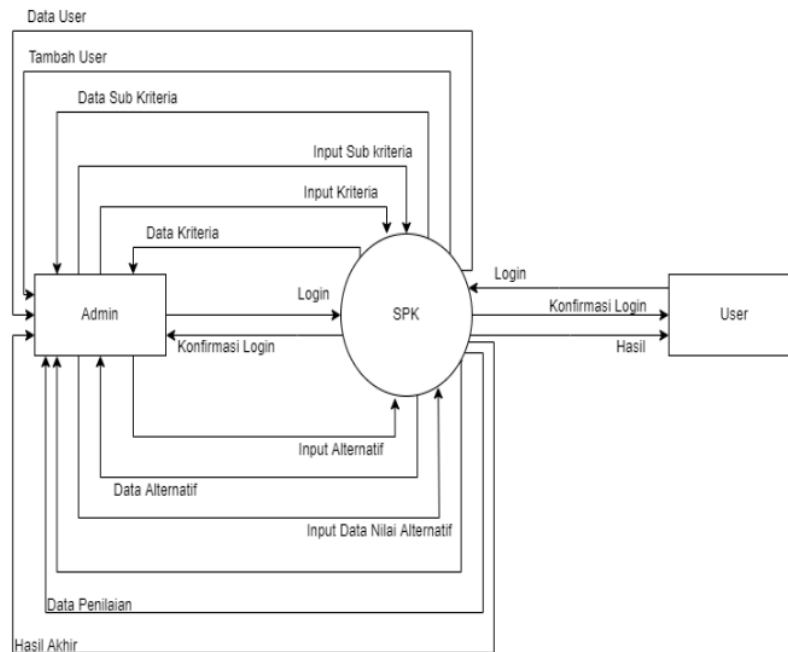 Data User
Tambah User
Data Sub Kriteria
Input Sub kriteria
Input Kriteria
Data Kriteria
Login
Login
Konfirmasi Login
Admin
SPK
User
Konfirmasi Login
Hasil
Input Alternatif
Data Alternatif
Input Data Nilai Alternatif
Data Penilaian
Hasil Akhir